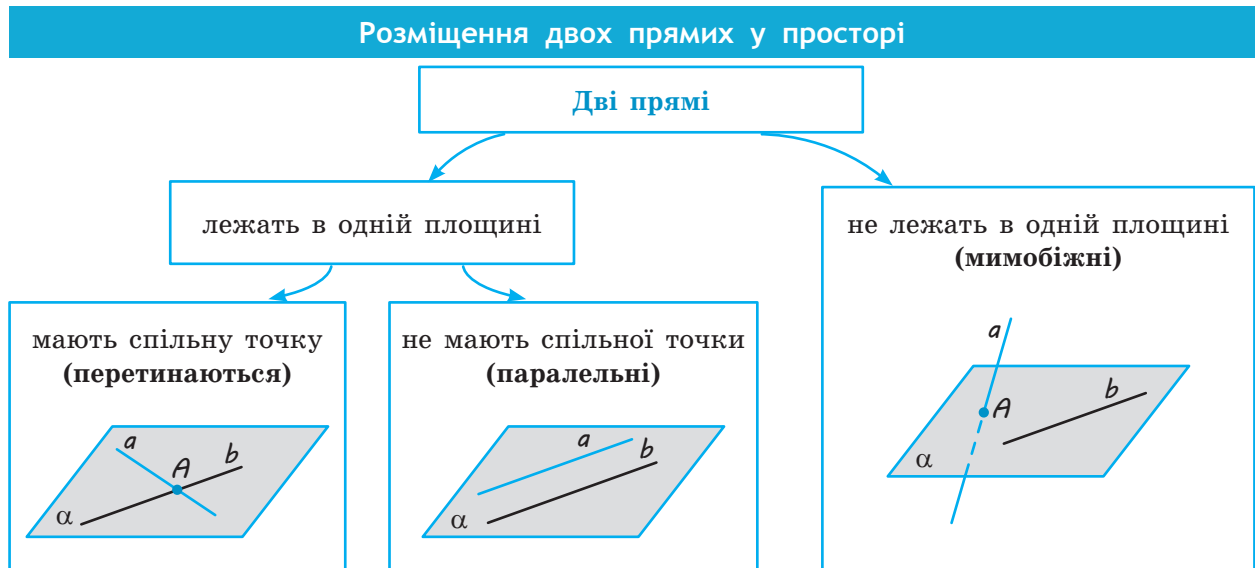 Розміщення двох прямих у просторі
Дві прямі
лежать в одній площині
не лежать в одній площині
(мимобіжні)
мають спільну точку
(перетинаються)
не мають спільної точки
(паралельні)
a
A
b
α
a
b
α
a
A
b
α